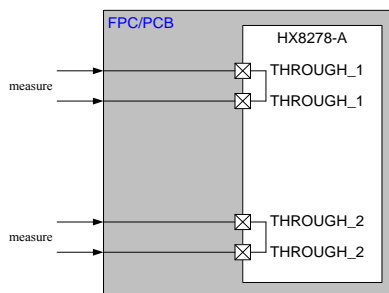 FPC/PCB
HX8278-A
THROUGH_1
measure
THROUGH_1
THROUGH_2
measure
THROUGH_2